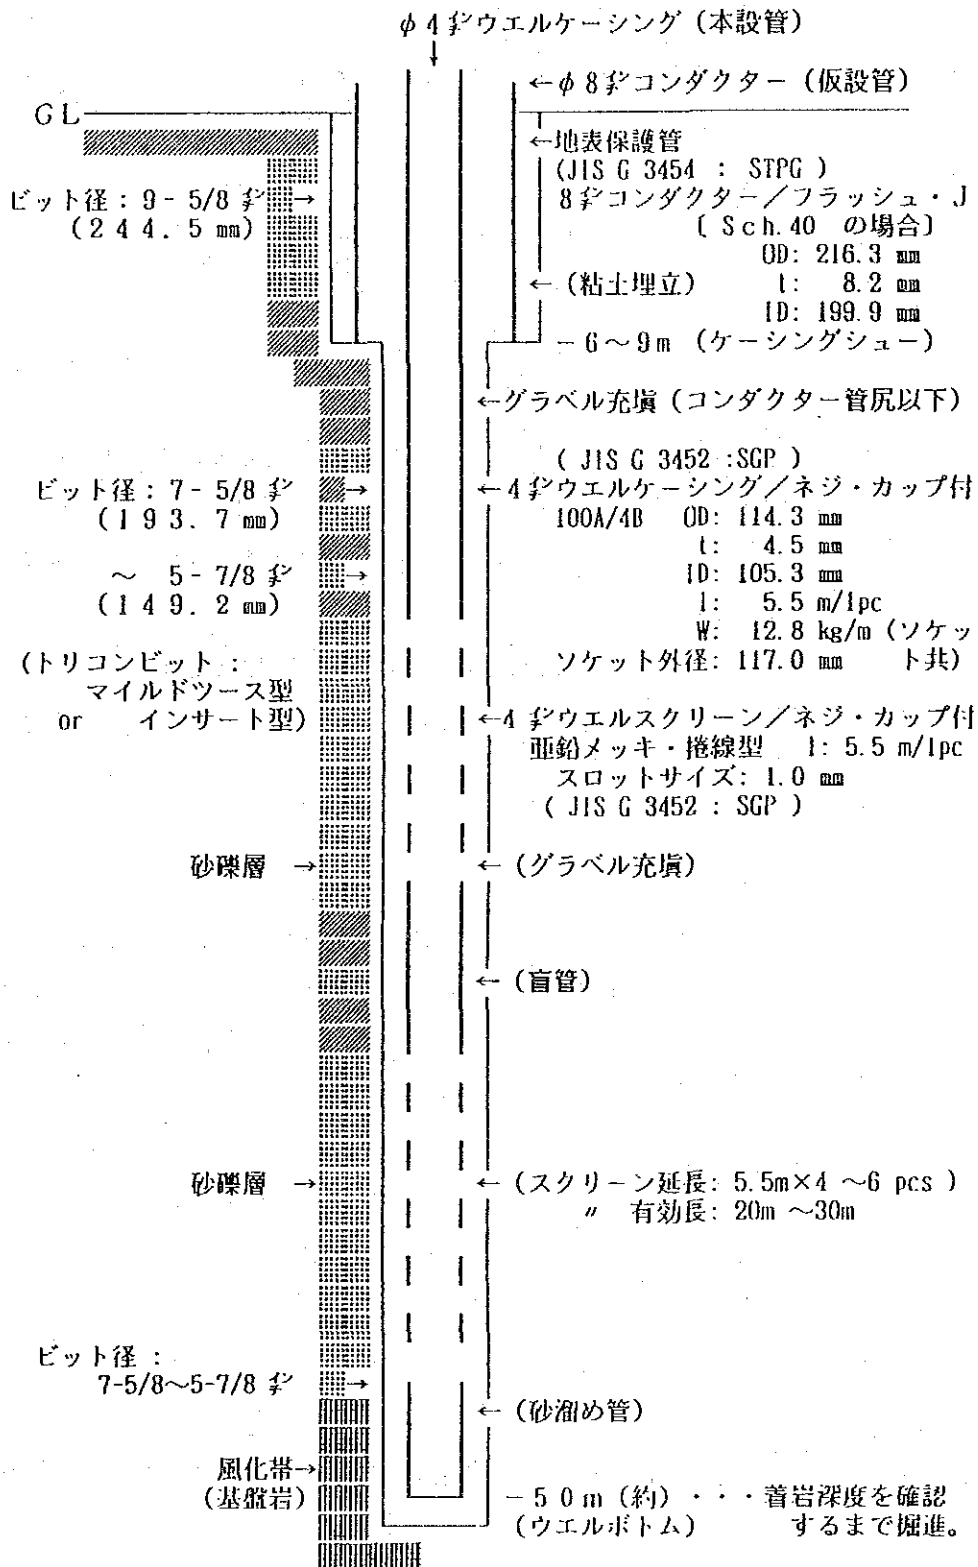 φ4㌅ウエルケーシング (本設管)
↓
←φ8㌅コンダクター (仮設管)
GL
←地表保護管
(JIS G 3454 : STPG )
ビット径:9-5/8 ㌅ →
8㌅コンダクター/フラッシュ・J
(244.5 mm)
〔 Sch.40 の場合〕
OD: 216.3 mm
←(粘土埋立) t: 8.2 mm
ID: 199.9 mm
-6~9m (ケーシングシュー)
←グラベル充塡 (コンダクター管尻以下)
( JIS G 3452 :SGP )
ビット径:7-5/8 ㌅ →
←4㌅ウエルケーシング/ネジ・カップ付
(193.7 mm)
100A/4B OD: 114.3 mm
t: 4.5 mm
~ 5-7/8 ㌅ →
ID: 105.3 mm
(149.2 mm)
l: 5.5 m/1pc
W: 12.8 kg/m (ソケッ
(トリコンビット:
ソケット外径: 117.0 mm ト共)
マイルドツース型
or インサート型)
←4 ㌅ウエルスクリーン/ネジ・カップ付
亜鉛メッキ・捲線型 l: 5.5 m/1pc
スロットサイズ: 1.0 mm
( JIS G 3452 : SGP )
砂礫層 →
←(グラベル充塡)
←(盲管)
砂礫層 →
←(スクリーン延長: 5.5m×4 ~6 pcs )
〃 有効長: 20m ~30m
ビット径:
7-5/8~5-7/8 ㌅ →
←(砂溜め管)
風化帯→
(基盤岩)
-50m (約) ・・・着岩深度を確認
(ウエルボトム) するまで掘進。